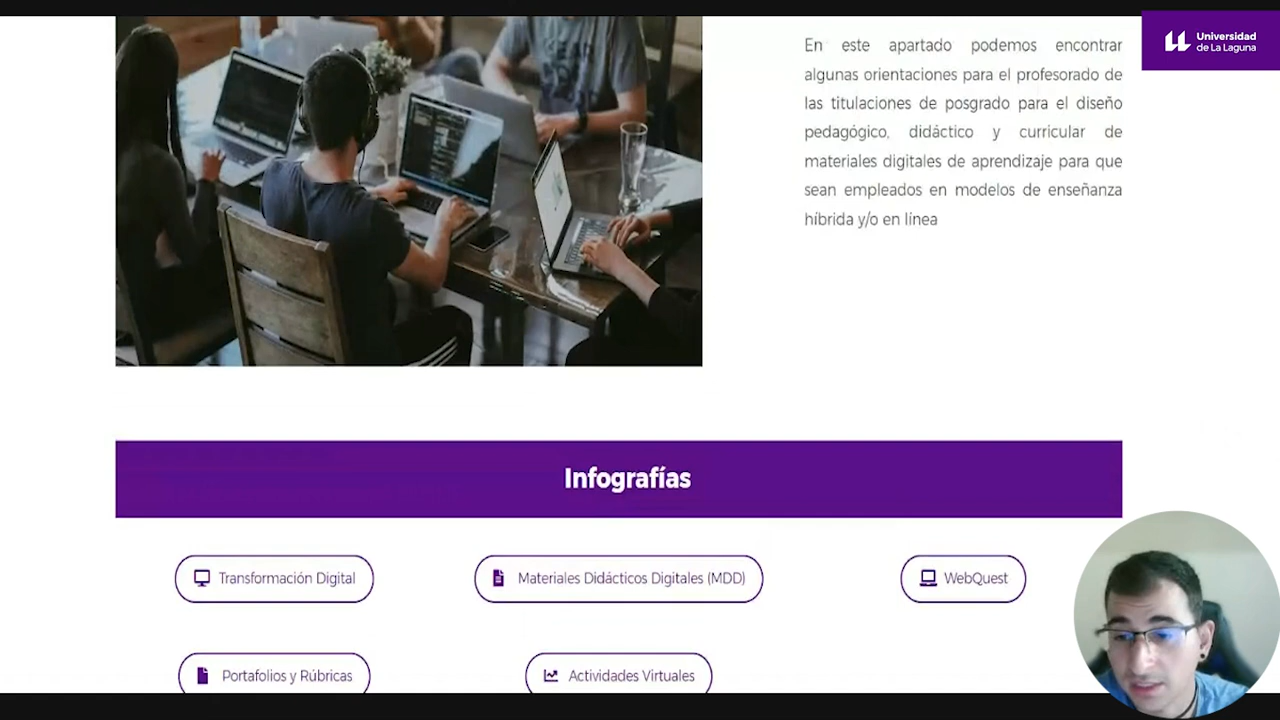 Universidad
de La Laguna
En este apartado podemos encontrar
algunas orientaciones para el profesorado de
las titulaciones de posgrado para el diseño
pedagógico, didáctico y curricular de
materiales digitales de aprendizaje para que
sean empleados en modelos de enseñanza
híbrida y/o en línea
Infografías
Transformación Digital
Materiales Didácticos Digitales (MDD)
WebQuest
Portafolios y Rúbricas
Actividades Virtuales